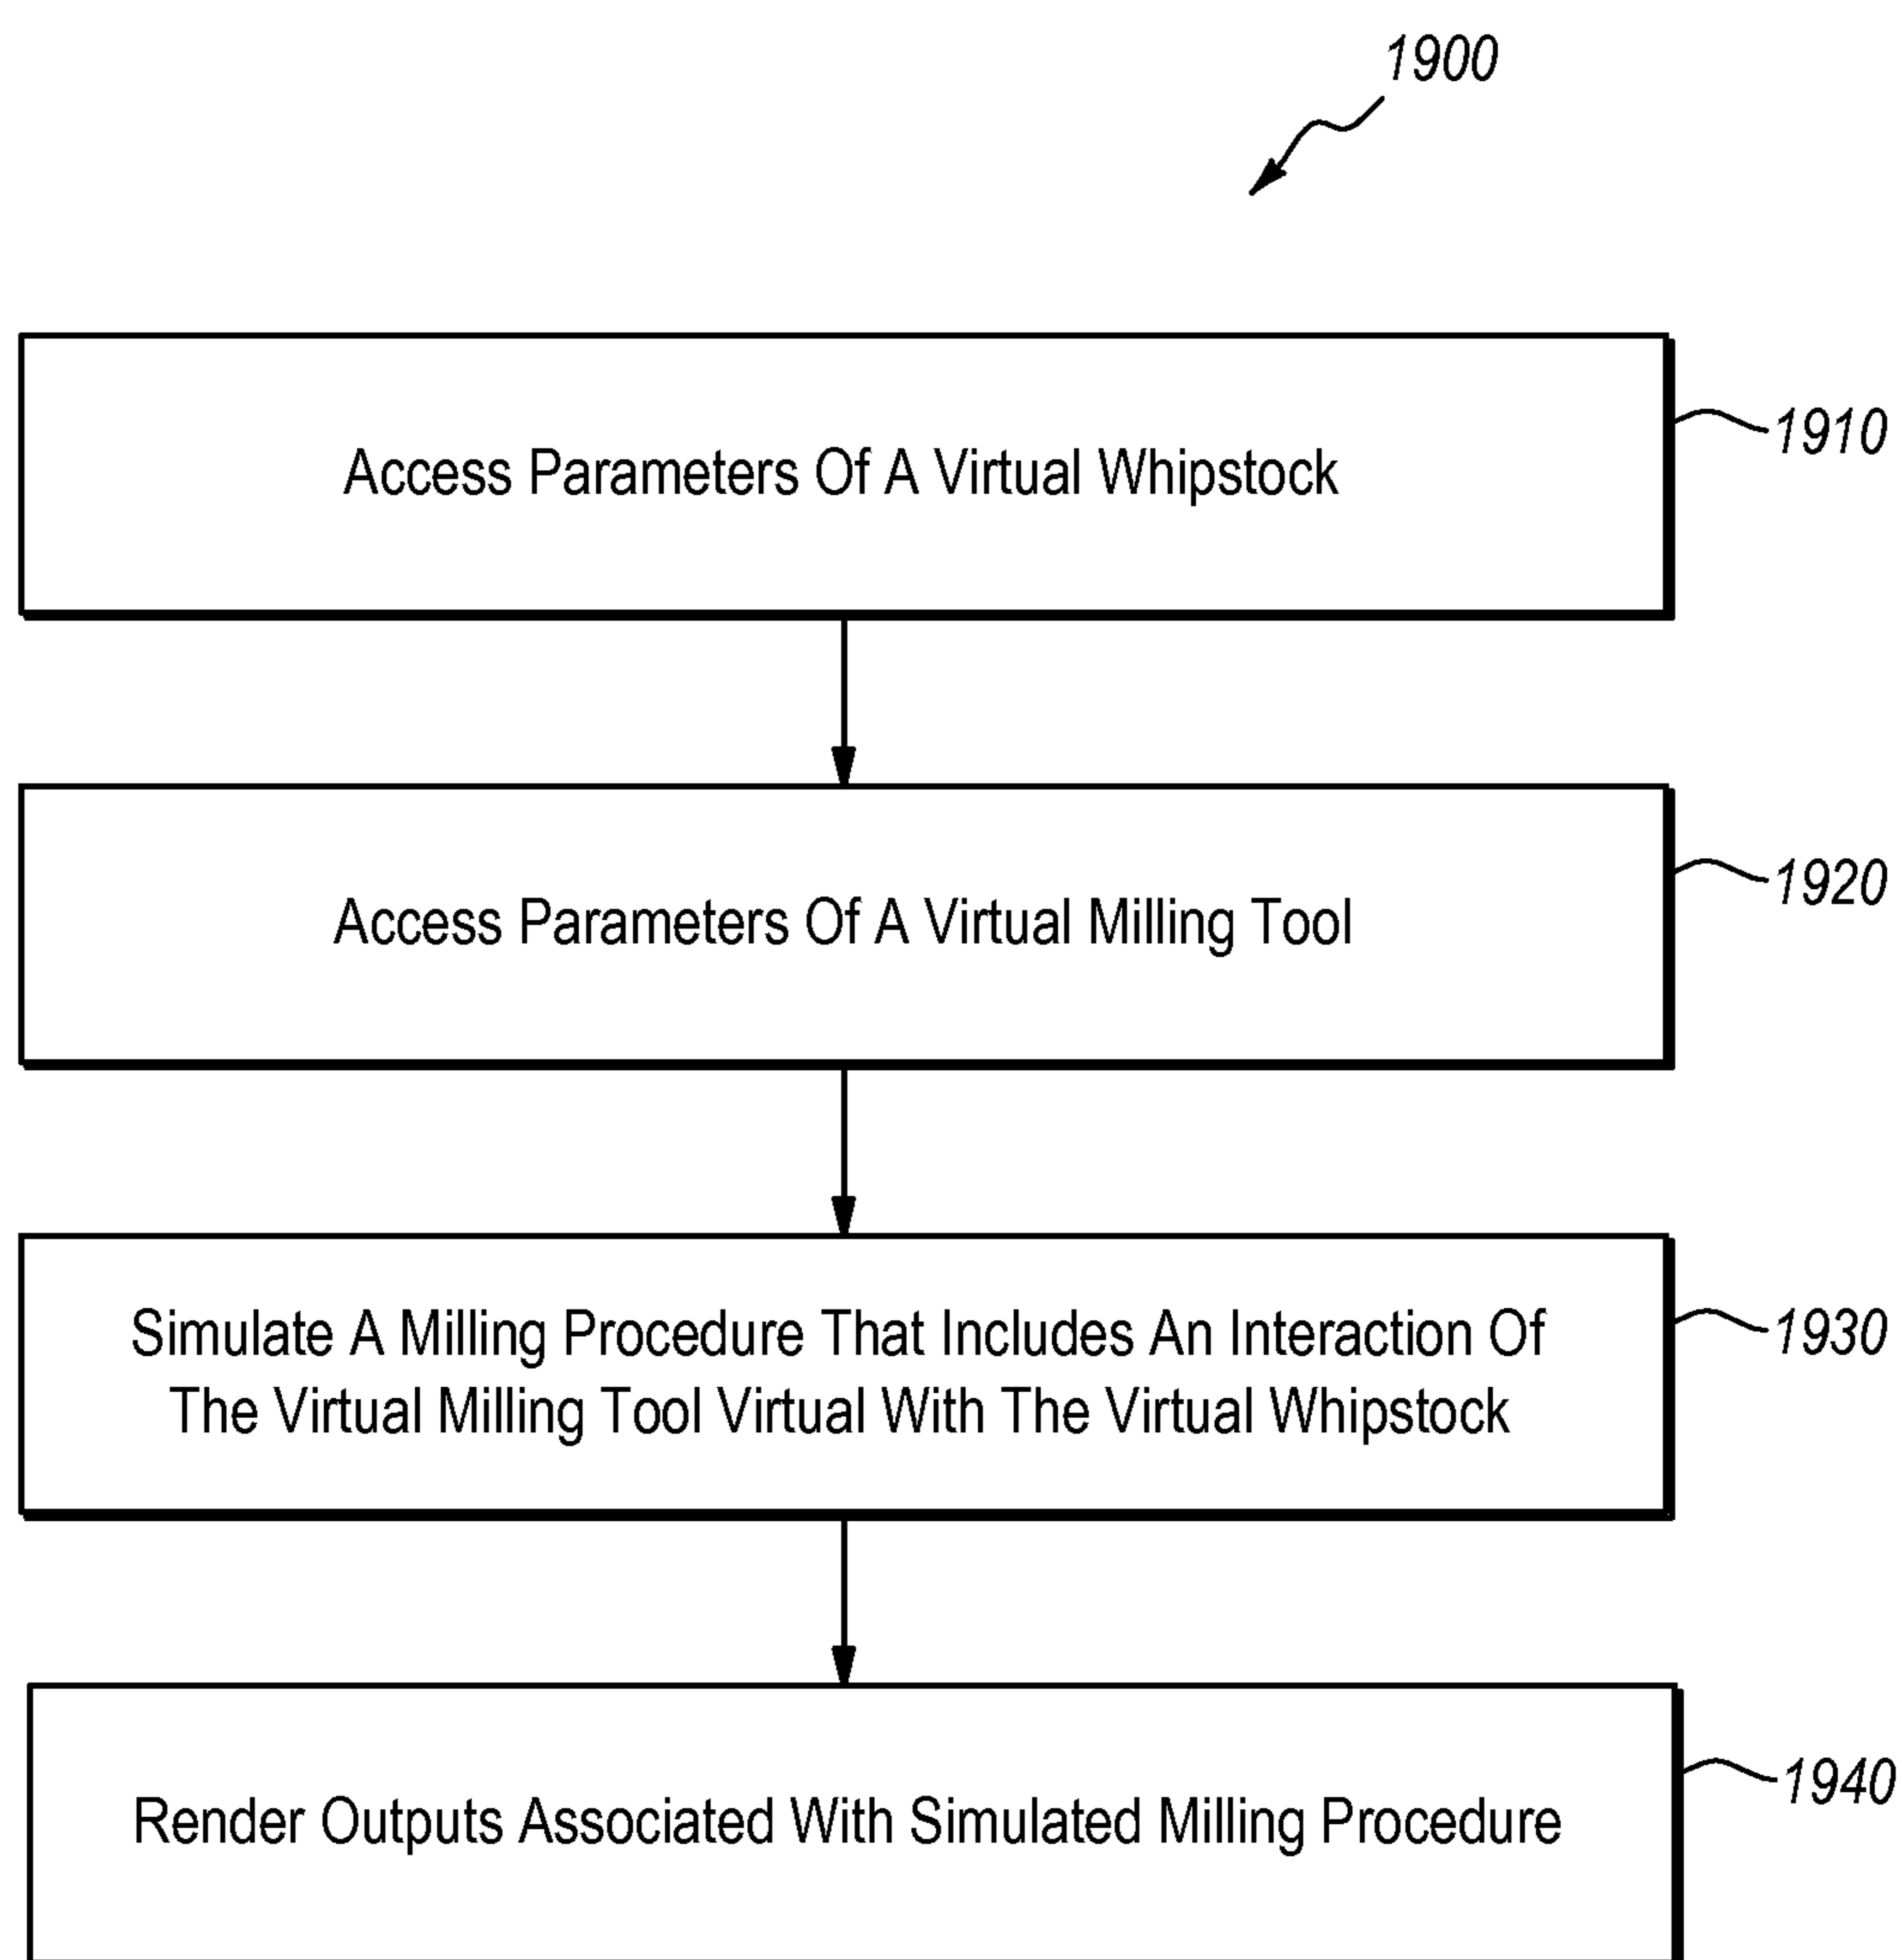 1900
Access Parameters Of A Virtual Whipstock
1910
Access Parameters Of A Virtual Milling Tool
1920
Simulate A Milling Procedure That Includes An Interaction Of
The Virtual Milling Tool Virtual With The Virtual Whipstock
1930
Render Outputs Associated With Simulated Milling Procedure
1940